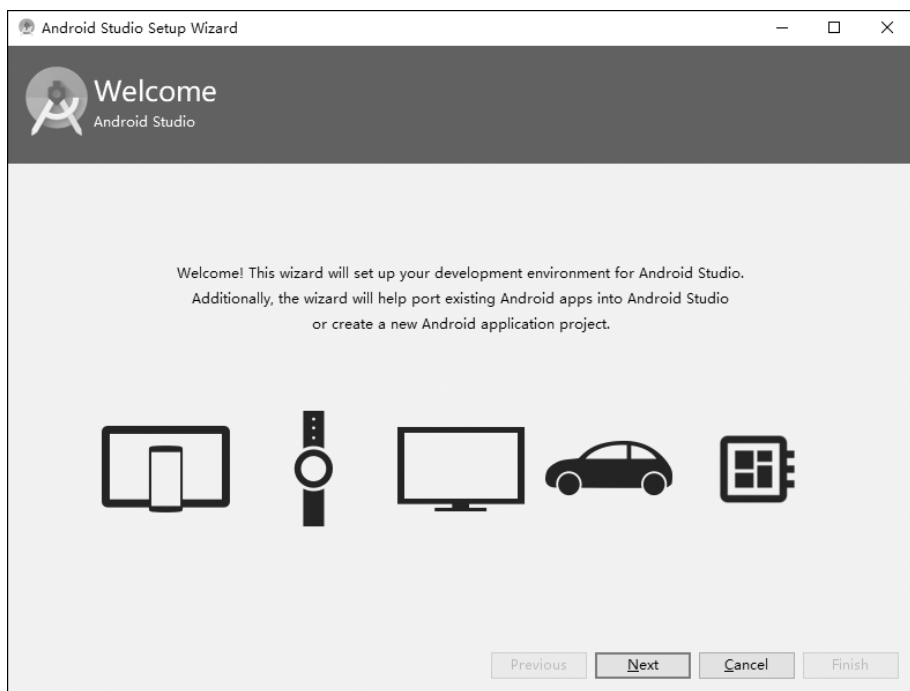 Android Studio Setup Wizard
Welcome
Android Studio
Welcome! This wizard will set up your development environment for Android Studio.
Additionally, the wizard will help port existing Android apps into Android Studio
or create a new Android application project.
Previous
Next
Cancel
Finish